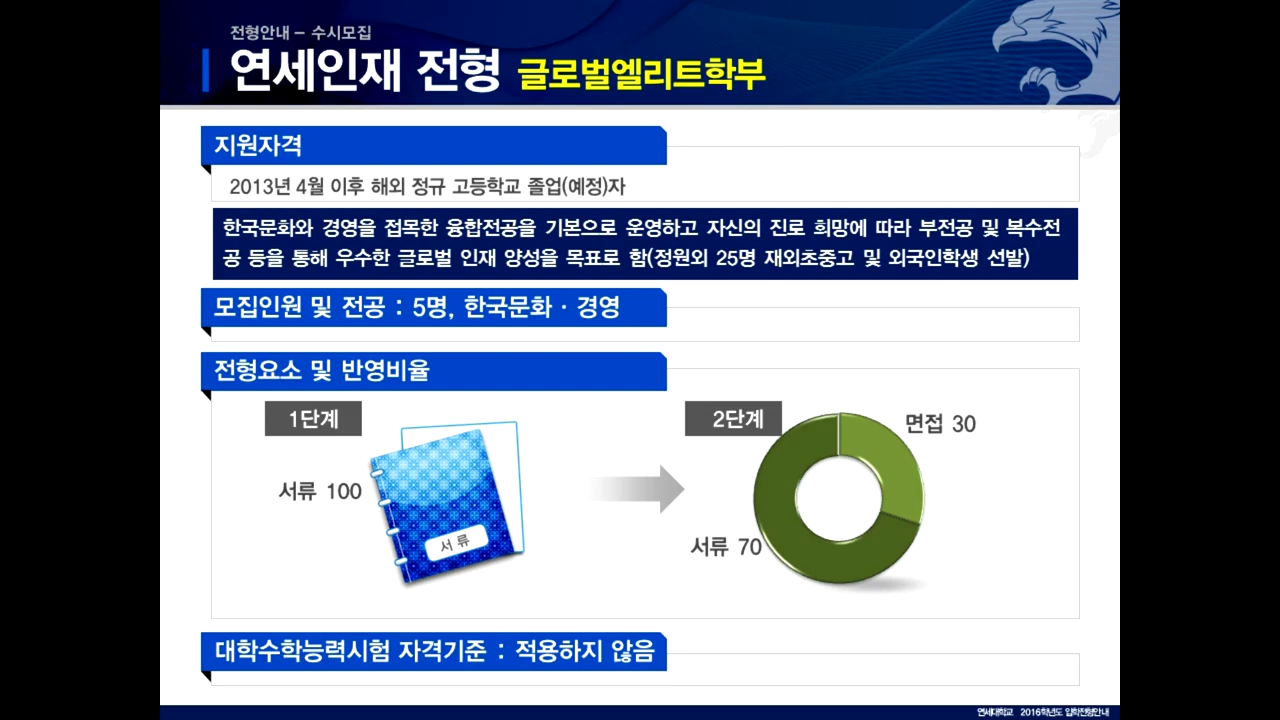 전형안내 – 수시모집
연세인재 전형 글로벌엘리트학부
지원자격
2013년 4월 이후 해외 정규 고등학교 졸업(예정)자
한국문화와 경영을 접목한 융합전공을 기본으로 운영하고 자신의 진로 희망에 따라 부전공 및 복수전
공 등을 통해 우수한 글로벌 인재 양성을 목표로 함(정원외 25명 재외초중고 및 외국인학생 선발)
모집인원 및 전공 : 5명, 한국문화 · 경영
전형요소 및 반영비율
1단계
서류 100
서 류
2단계
면접 30
서류 70
대학수학능력시험 자격기준 : 적용하지 않음
연세대학교 2016학년도 입학전형안내